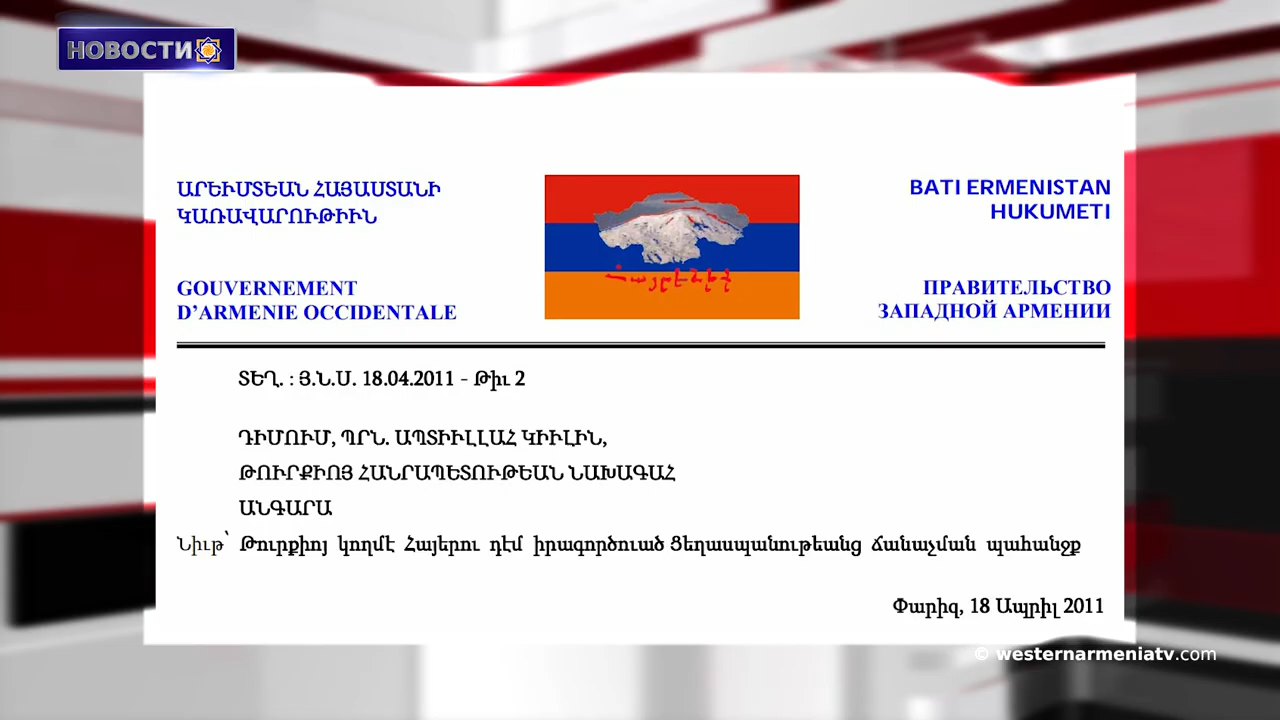 НОВОСТИ
ԱՐԵՒՄՏԵԱՆ ՀԱՅԱՍՏԱՆԻ
ԿԱՌԱՎԱՐՈՒԹԻՒՆ
GOUVERNEMENT
D’ARMENIE OCCIDENTALE
BATI ERMENISTAN
HUKUMETI
ПРАВИТЕЛЬСТВО
ЗАПАДНОЙ АРМЕНИИ
ՏԵՂ. : Յ.Ն.Ս. 18.04.2011 - Թիւ 2
ԴԻՄՈՒՄ, ՊՐՆ. ԱՊՏԻՒԼԼԱՀ ԿԻՒԼԻՆ,
ԹՈՒՐՔԻՈՅ ՀԱՆՐԱՊԵՏՈՒԹԵԱՆ ՆԱԽԱԳԱՀ
ԱՆԳԱՐԱ
Նիւթ՝ Թուրքիոյ կողմէ Հայերու դէմ իրագործուած Ցեղասպանութեանց ճանաչման պահանջք
Փարիզ, 18 Ապրիլ 2011
© westernarmeniatv.com